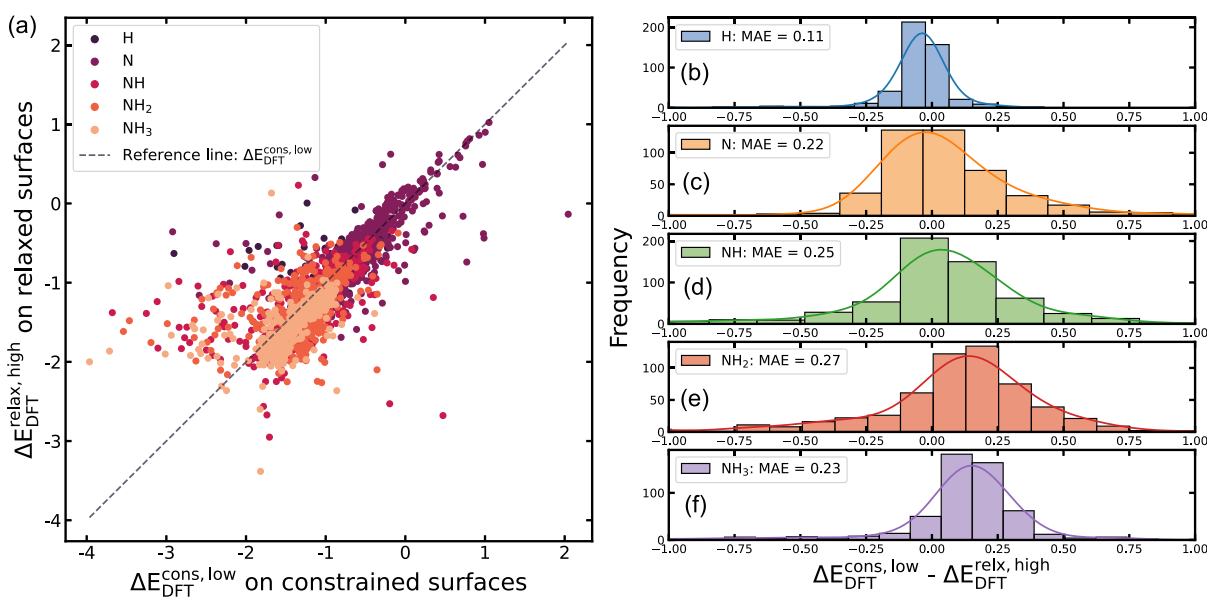 (a)
H
N
NH
NH₂
NH₃
Reference line: ΔE_DFT^cons, low
2
1
0
-1
-2
-3
-4
ΔE_DFT^relax, high on relaxed surfaces
-4 -3 -2 -1 0 1 2
ΔE_DFT^cons, low on constrained surfaces
Frequency
200
100
0
H: MAE = 0.11
(b)
−1.00 −0.75 −0.50 −0.25 0.00 0.25 0.50 0.75 1.00
100
50
0
N: MAE = 0.22
(c)
−1.00 −0.75 −0.50 −0.25 0.00 0.25 0.50 0.75 1.00
200
100
0
NH: MAE = 0.25
(d)
−1.00 −0.75 −0.50 −0.25 0.00 0.25 0.50 0.75 1.00
100
50
0
NH₂: MAE = 0.27
(e)
−1.00 −0.75 −0.50 −0.25 0.00 0.25 0.50 0.75 1.00
100
0
NH₃: MAE = 0.23
(f)
−1.00 −0.75 −0.50 −0.25 0.00 0.25 0.50 0.75 1.00
ΔE_DFT^cons, low - ΔE_DFT^relx, high